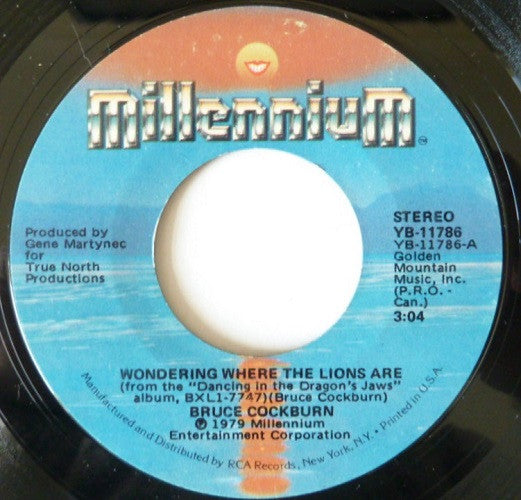 MillenniuM
TM
Produced by
Gene Martynec
for
True North
Productions
STEREO
YB-11786
YB-11786-A
Golden
Mountain
Music, Inc.
(P.R.O. -
Can.)
3:04
WONDERING WHERE THE LIONS ARE
(from the "Dancing in the Dragon's Jaws"
album, BXL1-7747)(Bruce Cockburn)
BRUCE COCKBURN
℗ 1979 Millennium
Entertainment Corporation
Manufactured and Distributed by RCA Records, New York, N.Y. • Printed in U.S.A.